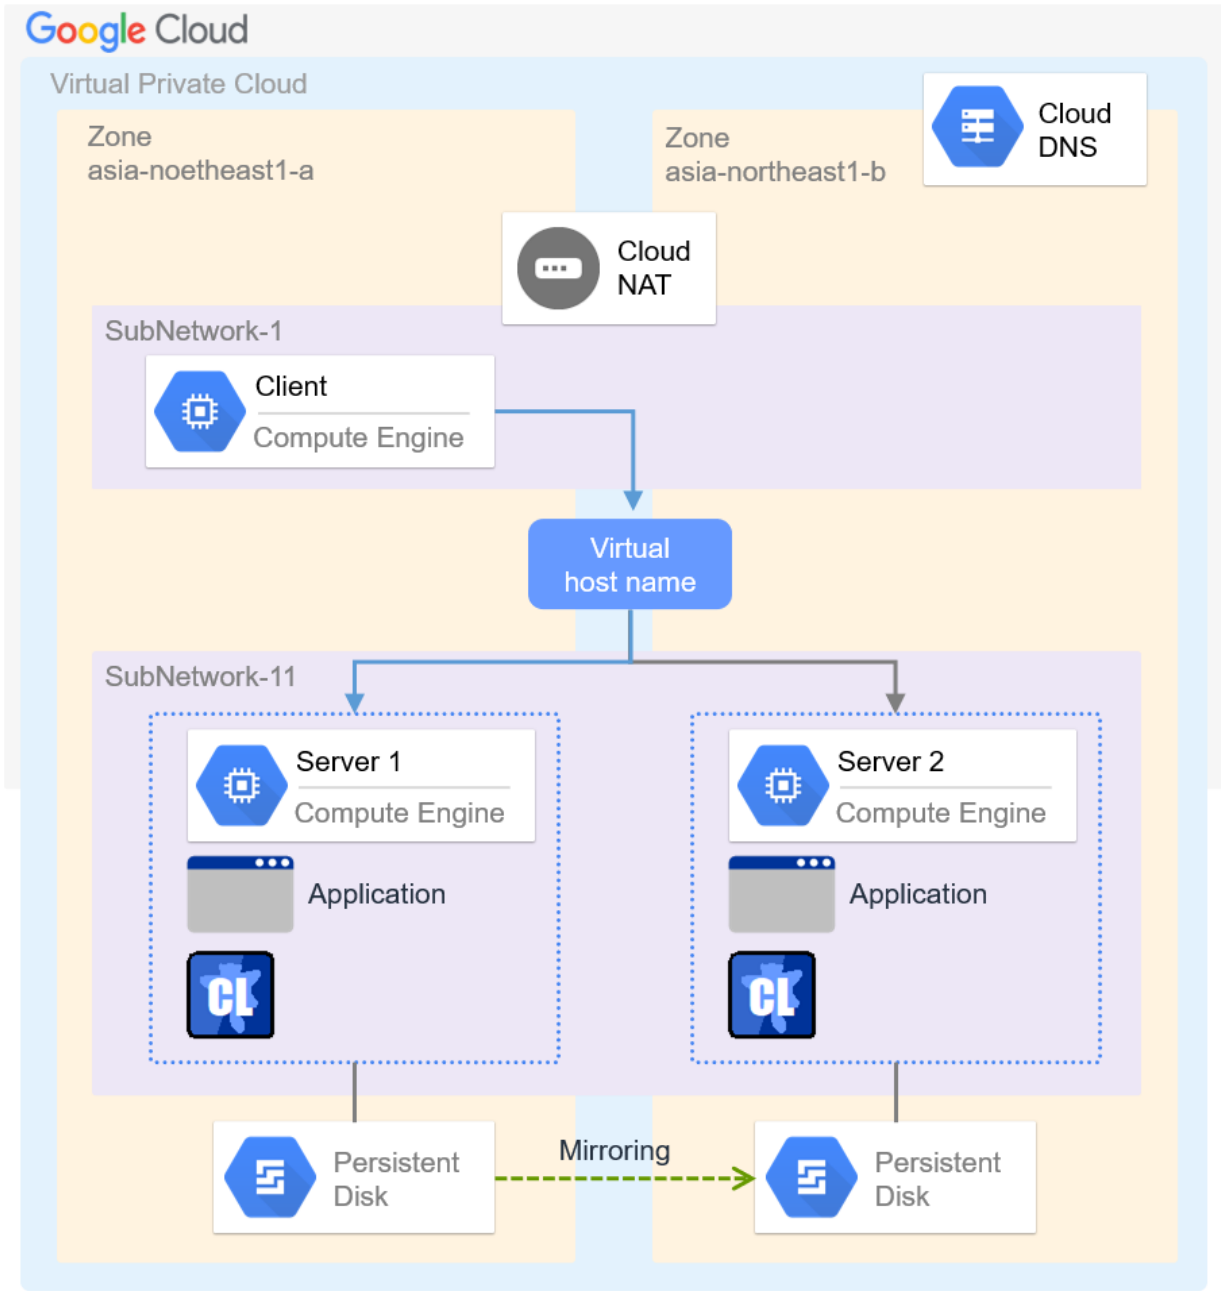 Google Cloud
Virtual Private Cloud
Zone
asia-noetheast1-a
Zone
asia-northeast1-b
Cloud
DNS
Cloud
NAT
SubNetwork-1
Client
Compute Engine
Virtual
host name
SubNetwork-11
Server 1
Compute Engine
Application
CL
Server 2
Compute Engine
Application
CL
Persistent
Disk
Mirroring
Persistent
Disk